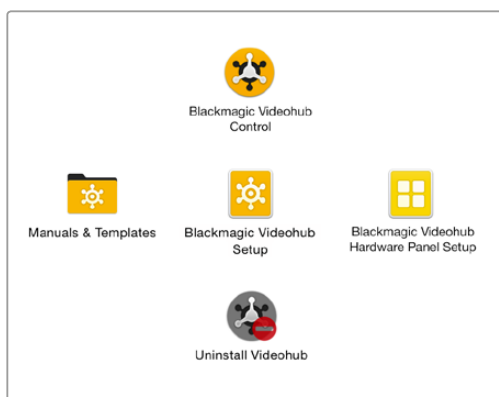 Blackmagic Videohub
Control
Manuals & Templates
Blackmagic Videohub
Setup
Blackmagic Videohub
Hardware Panel Setup
Uninstall Videohub